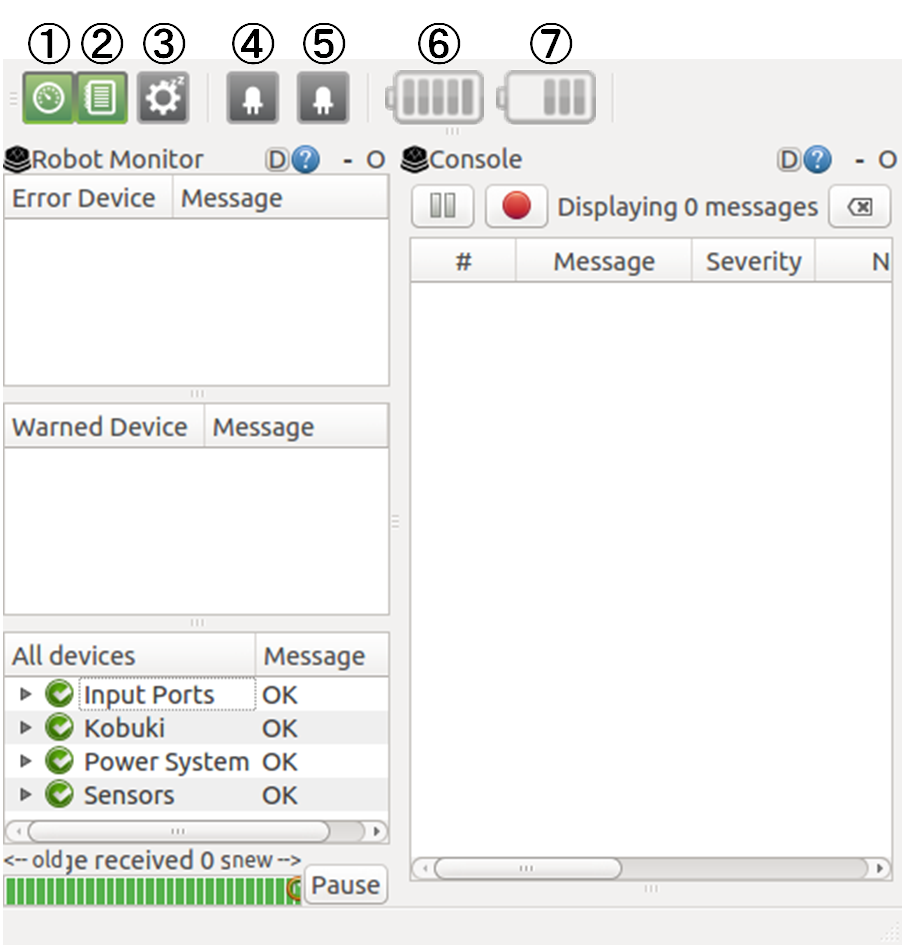 ① ② ③ ④ ⑤ ⑥ ⑦
Robot Monitor D ? - O
Error Device Message
Warned Device Message
All devices Message
Input Ports OK
Kobuki OK
Power System OK
Sensors OK
<-- old ge received 0 s new -->
Pause
Console D ? - O
Displaying 0 messages
# Message Severity N